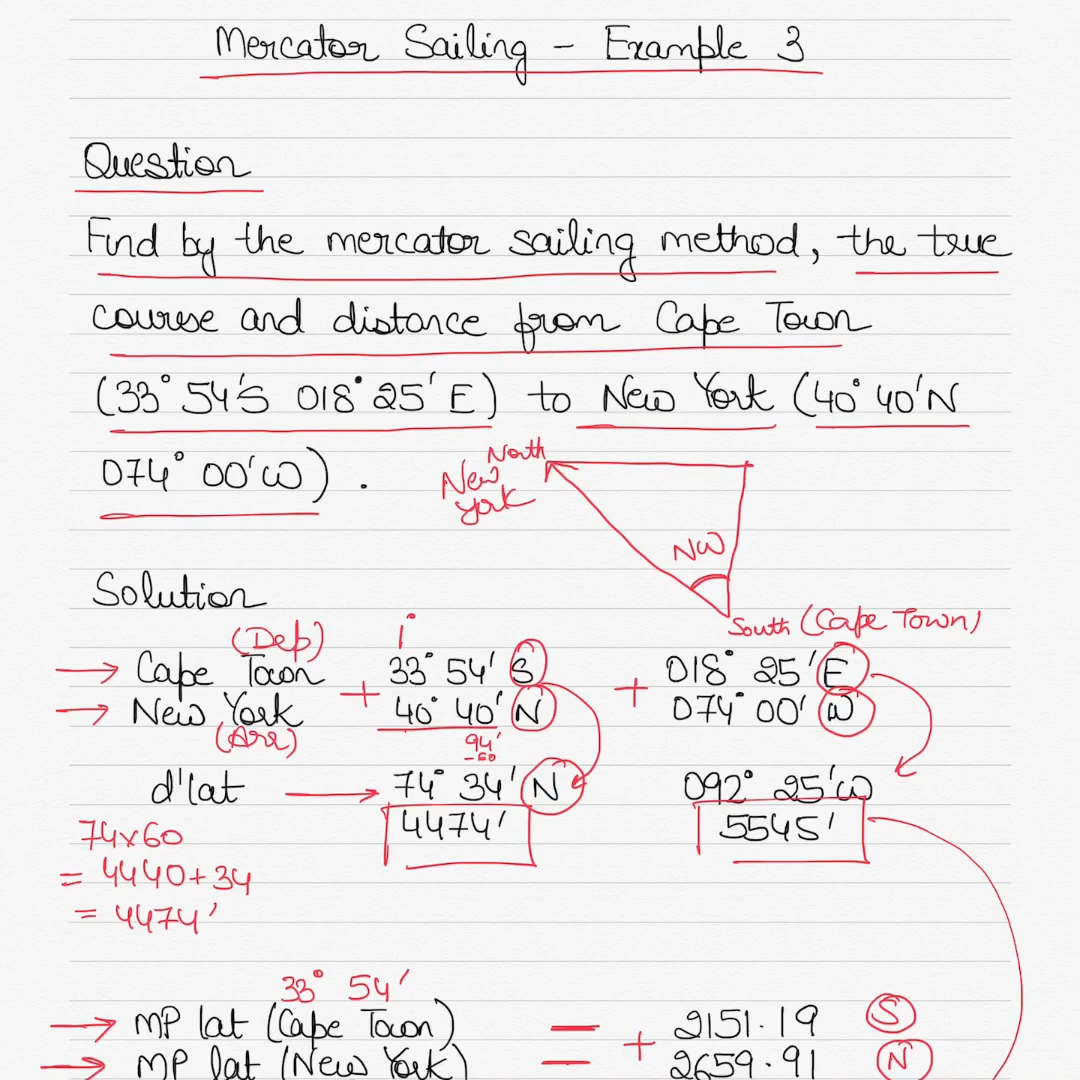 Mercator Sailing - Example 3
Question
Find by the mercator sailing method, the true
course and distance from Cape Town
(33° 54'S 018° 25' E) to New York (40° 40'N
074° 00'W) .
North
New
York
NW
South (Cape Town)
Solution
(Dep)
1°
Cape Town + 33° 54' S + 018° 25' E
New York 40° 40' N 074° 00' W
(Arr)
94'
-60
d'lat → 74° 34' N 092° 25'W
4474' 5545'
74x60
= 4440+34
= 4474'
33° 54'
→ MP lat (Cape Town) = + 2151.19 S
→ MP lat (New York) = 2659.91 N